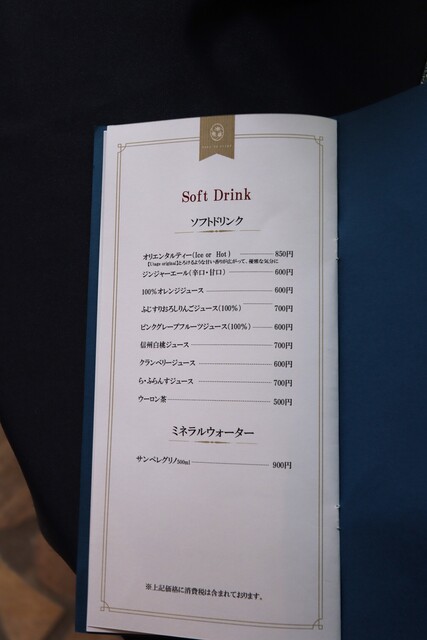 Soft Drink
ソフトドリンク
オリエンタルティー(Ice or Hot) 850円
ジンジャーエール(辛口・甘口) 600円
100%オレンジジュース 600円
ふじすりおろしりんごジュース(100%) 700円
ピンクグレープフルーツジュース(100%) 600円
信州白桃ジュース 700円
クランベリージュース 600円
ら・ふらんすジュース 700円
ウーロン茶 500円
ミネラルウォーター
サンペレグリノ500ml 900円
※上記価格に消費税は含まれております。